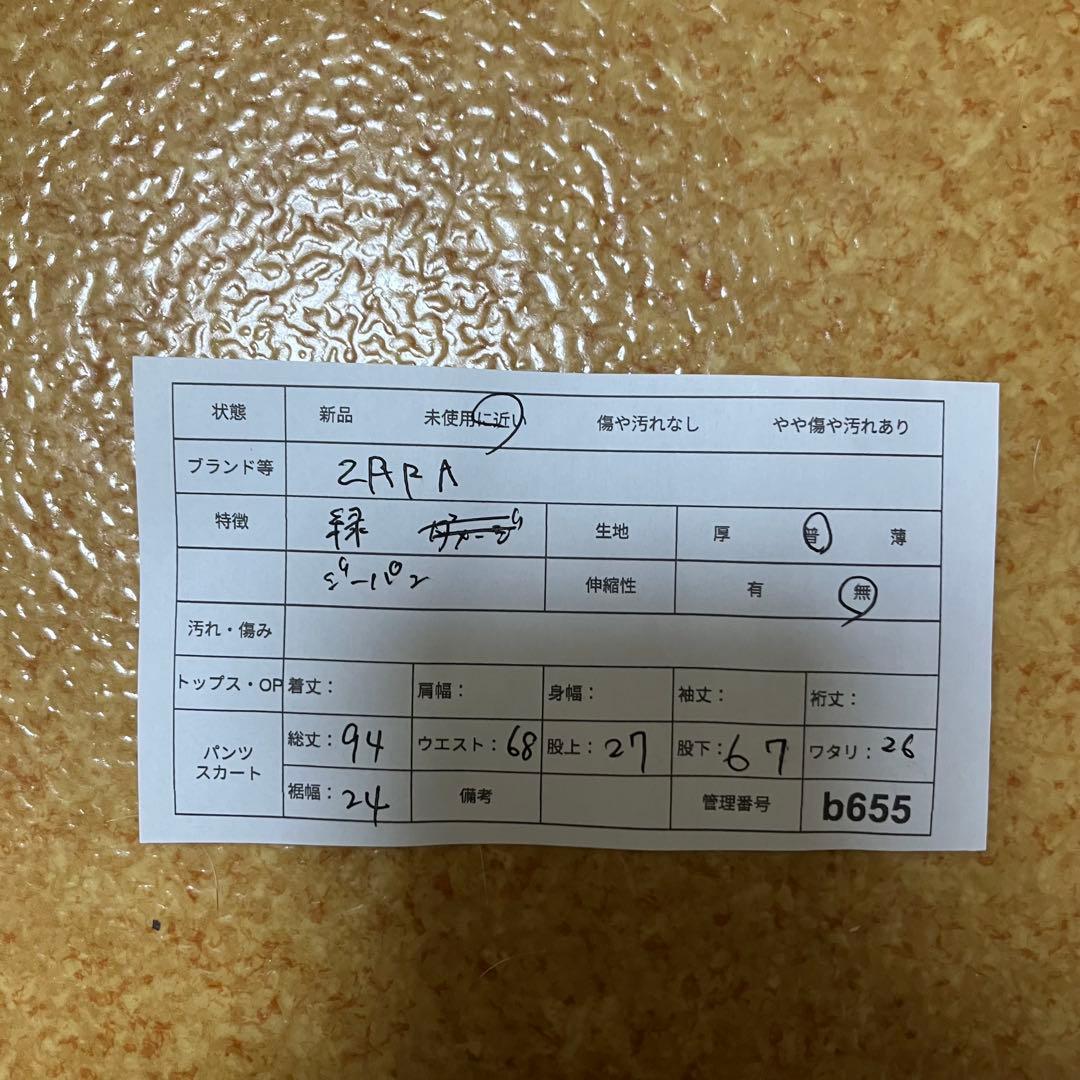 状態 新品 未使用に近い 傷や汚れなし やや傷や汚れあり
ブランド等 ZARA
特徴 緑 生地 厚 普 薄
ジーパン 伸縮性 有 無
汚れ・傷み
トップス・OP 着丈: 肩幅: 身幅: 袖丈: 裄丈:
パンツ スカート 総丈:94 ウエスト:68 股上:27 股下:67 ワタリ:26
裾幅:24 備考 管理番号 b655